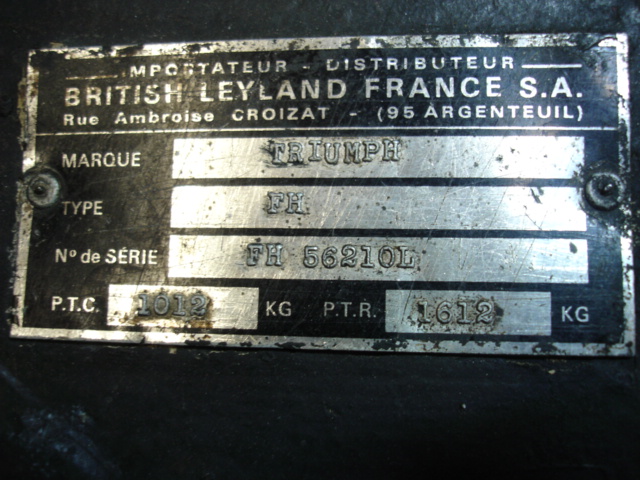 IMPORTATEUR - DISTRIBUTEUR
BRITISH LEYLAND FRANCE S.A.
Rue Ambroise CROIZAT - (95 ARGENTEUIL)
MARQUE TRIUMPH
TYPE FH
Nº de SÉRIE FH 56210L
P.T.C. 1012 KG P.T.R. 1612 KG